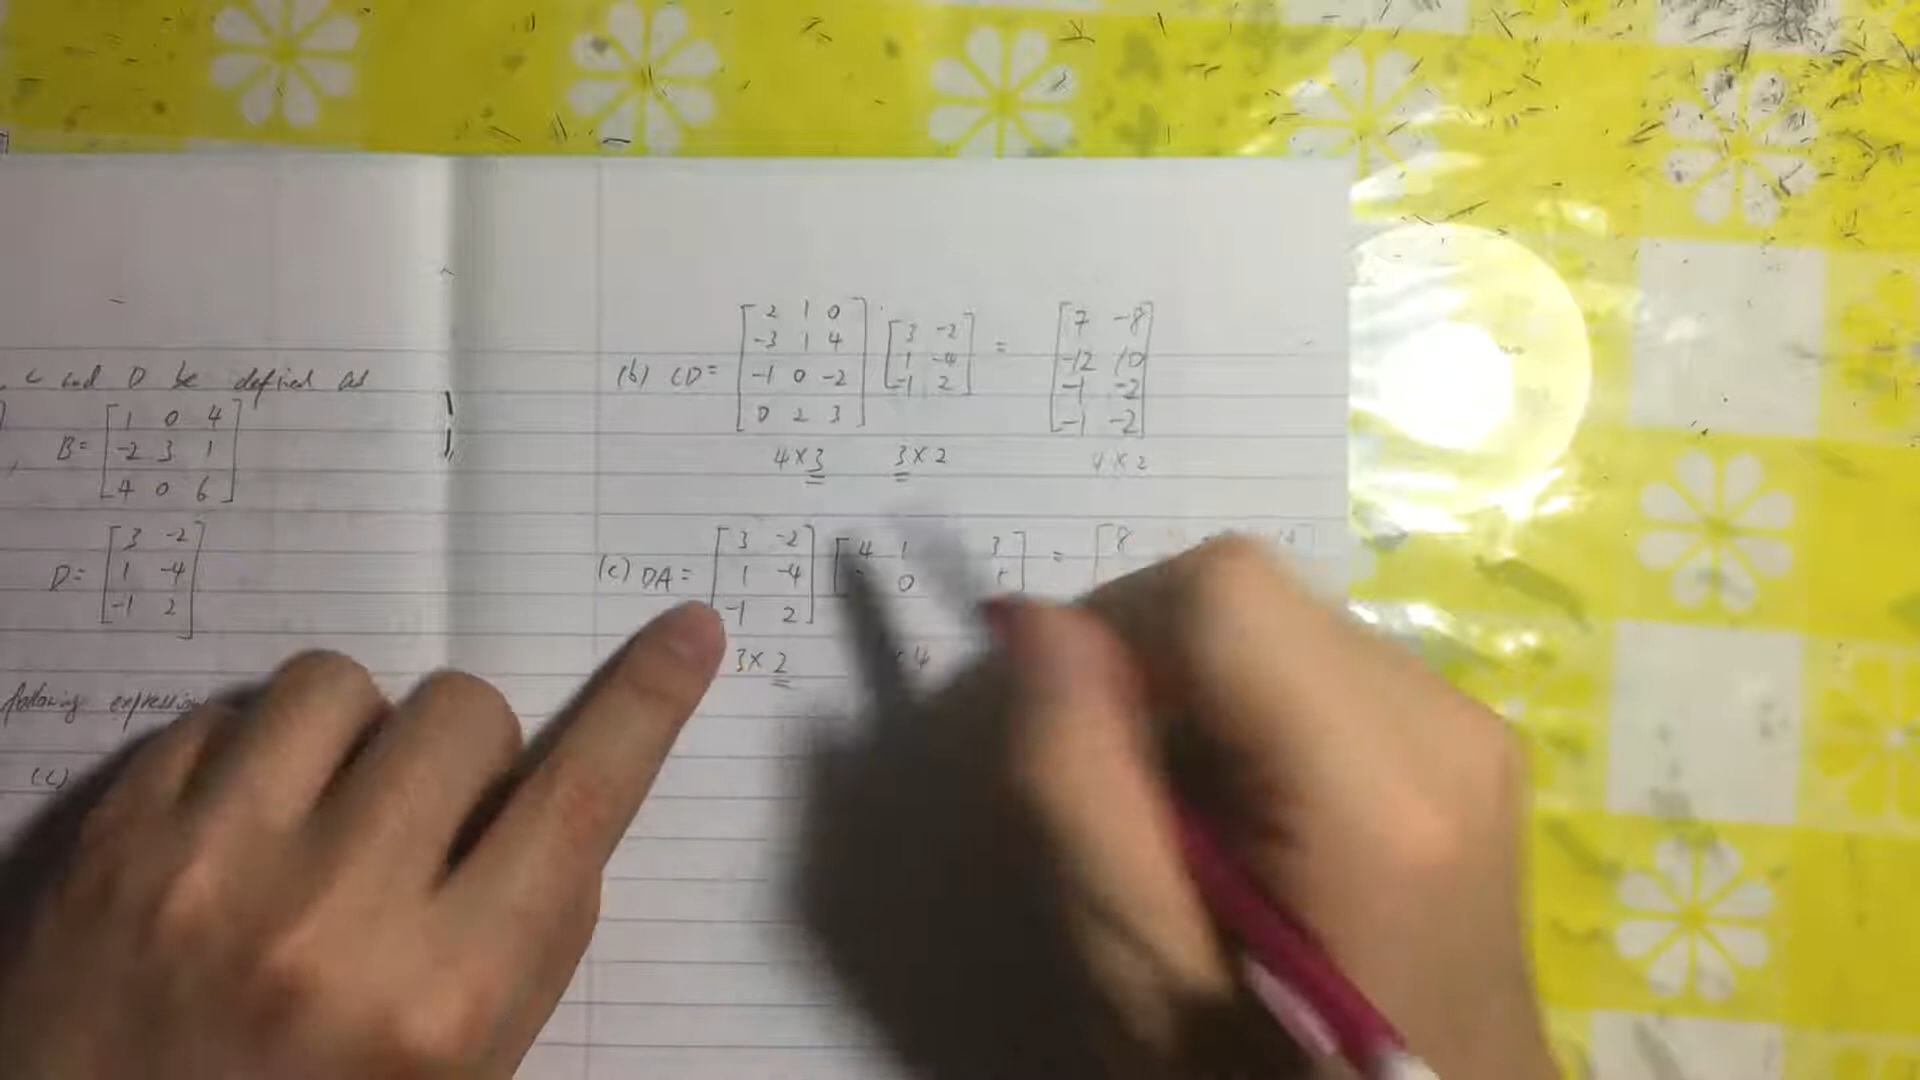 C and D be defined as
B = [1 0 4
-2 3 1
4 0 6]
D = [3 -2
1 -4
-1 2]
following
(c)
(b) CD = [2 1 0
-3 1 4
-1 0 -2
0 2 3] [3 -2
1 -4
-1 2] = [7 -8
-12 10
-1 -2
-1 -2]
4×3 3×2 4×2
(c) DA = [3 -2
1 -4
-1 2] [4 1 3
0 ] = [8
3×2 4